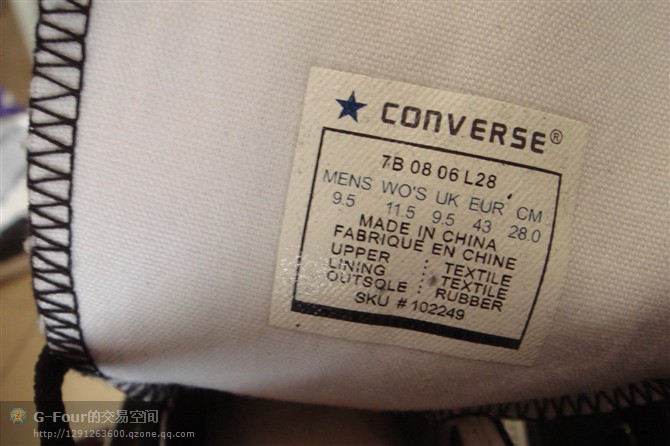 ★ CONVERSE®
7B 08 06 L28
MENS WO'S UK EUR CM
9.5 11.5 9.5 43 28.0
MADE IN CHINA
FABRIQUE EN CHINE
UPPER : TEXTILE
LINING : TEXTILE
OUTSOLE : RUBBER
SKU # 102249
G-Four的交易空间
http://1291263600.qzone.qq.com